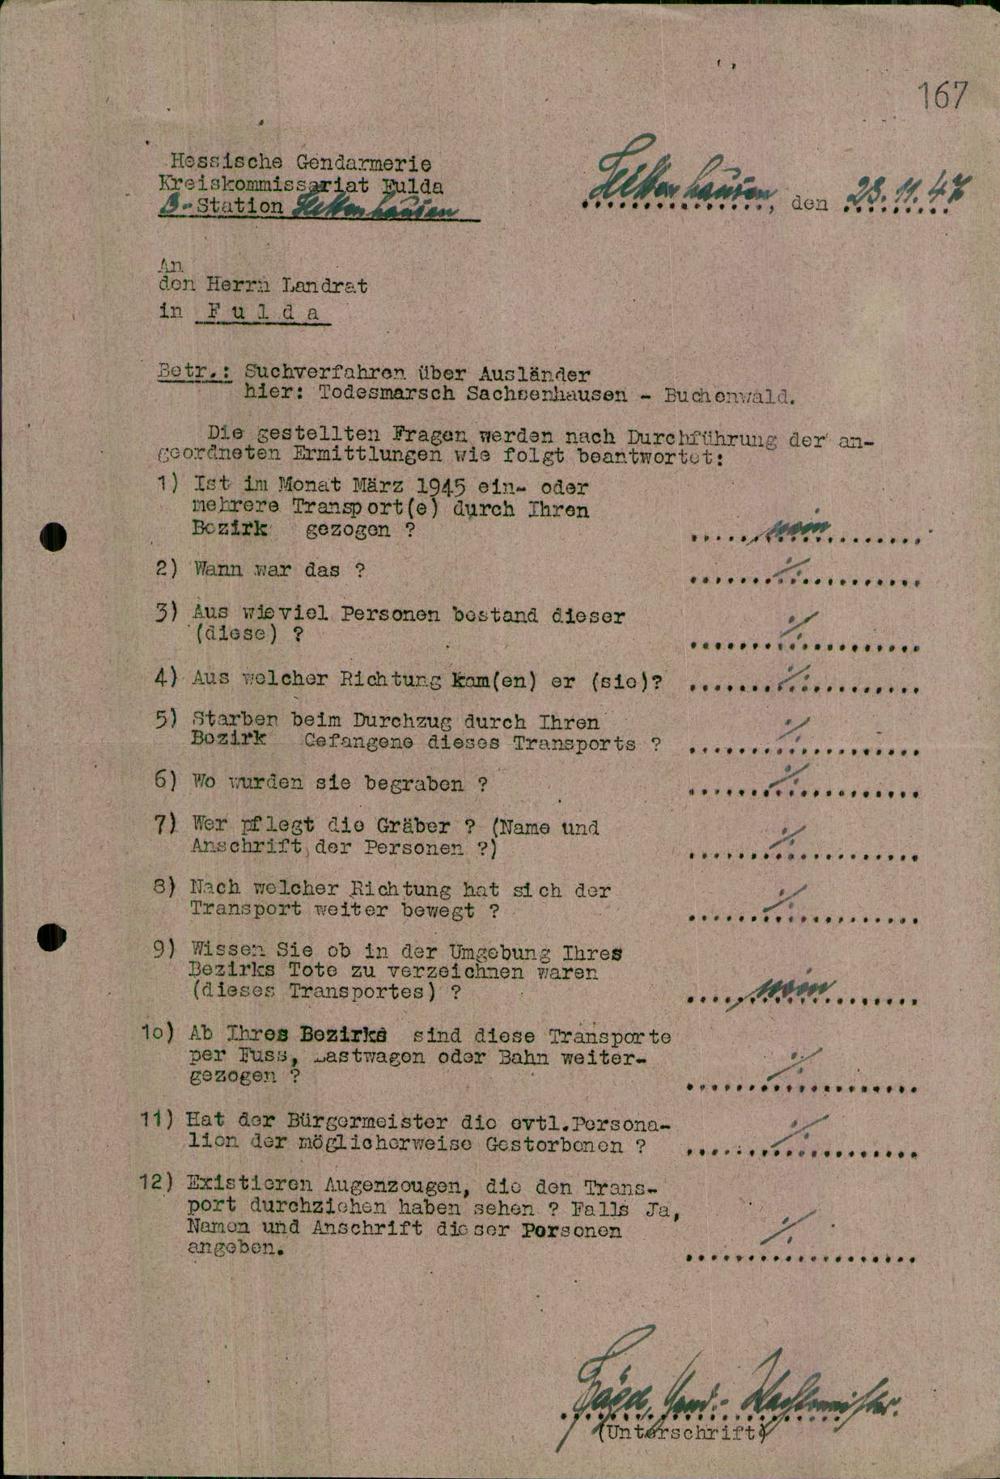 167
Hessische Gendarmerie
Kreiskommissariat Fulda
B-Station Hettenhausen
Hettenhausen, den 23.11.47
An
den Herrn Landrat
in Fulda
Betr.: Suchverfahren über Ausländer
hier: Todesmarsch Sachsenhausen - Buchenwald.
Die gestellten Fragen werden nach Durchführung der an-
geordneten Ermittlungen wie folgt beantwortet:
1) Ist im Monat März 1945 ein- oder
mehrere Transport(e) durch Ihren
Bezirk gezogen ? nein
2) Wann war das ? ./.
3) Aus wieviel Personen bestand dieser
(diese) ? ./.
4) Aus welcher Richtung kam(en) er (sie)? ./.
5) Starben beim Durchzug durch Ihren
Bezirk Gefangene dieses Transports ? ./.
6) Wo wurden sie begraben ? ./.
7) Wer pflegt die Gräber ? (Name und
Anschrift der Personen ?) ./.
8) Nach welcher Richtung hat sich der
Transport weiter bewegt ? ./.
9) Wissen Sie ob in der Umgebung Ihres
Bezirks Tote zu verzeichnen waren
(dieses Transportes) ? nein
10) Ab Ihres Bezirks sind diese Transporte
per Fuss, Lastwagen oder Bahn weiter-
gezogen ? ./.
11) Hat der Bürgermeister die evtl.Persona-
lien der möglicherweise Gestorbenen ? ./.
12) Existieren Augenzeugen, die den Trans-
port durchziehen haben sehen ? Falls Ja,
Namen und Anschrift dieser Personen
angeben. ./.
Gend.- Wachtmeister.
(Unterschrift)